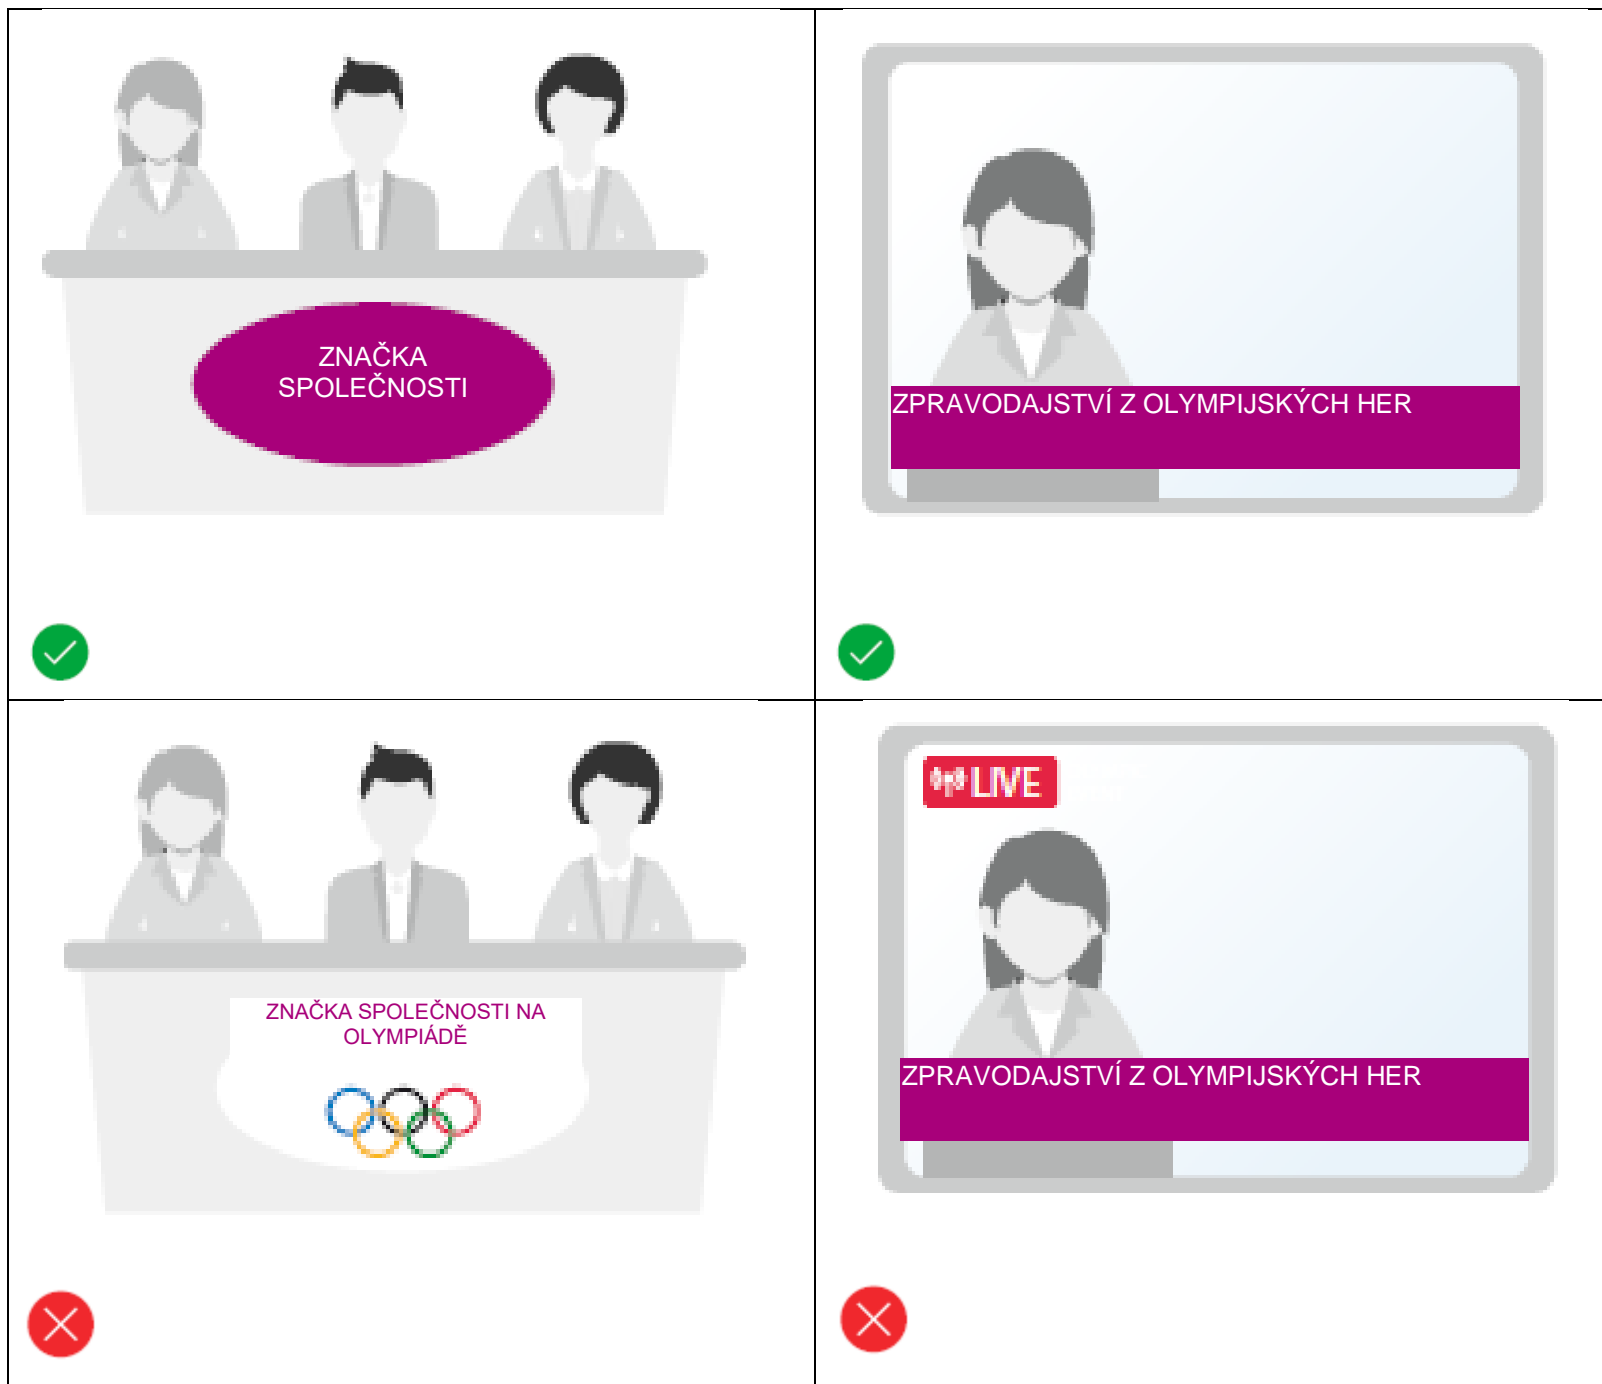 ZNAČKA
SPOLEČNOSTI
ZPRAVODAJSTVÍ Z OLYMPIJSKÝCH HER
ZNAČKA SPOLEČNOSTI NA
OLYMPIÁDĚ
LIVE
ZPRAVODAJSTVÍ Z OLYMPIJSKÝCH HER